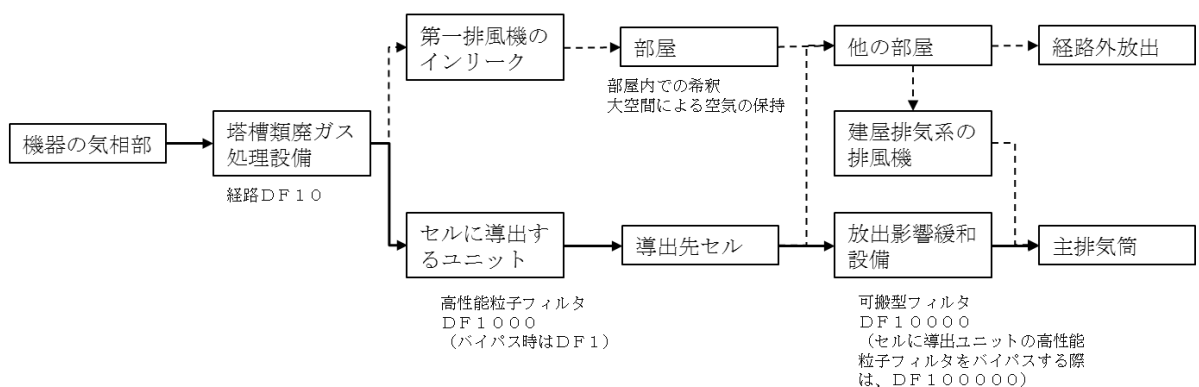 機器の気相部
塔槽類廃ガス
処理設備
経路ＤＦ１０
第一排風機の
インリーク
部屋
部屋内での希釈
大空間による空気の保持
他の部屋
経路外放出
建屋排気系の
排風機
セルに導出す
るユニット
高性能粒子フィルタ
ＤＦ１０００
（バイパス時はＤＦ１）
導出先セル
放出影響緩和
設備
可搬型フィルタ
ＤＦ１００００
（セルに導出ユニットの高性能
粒子フィルタをバイパスする際
は、ＤＦ１０００００）
主排気筒